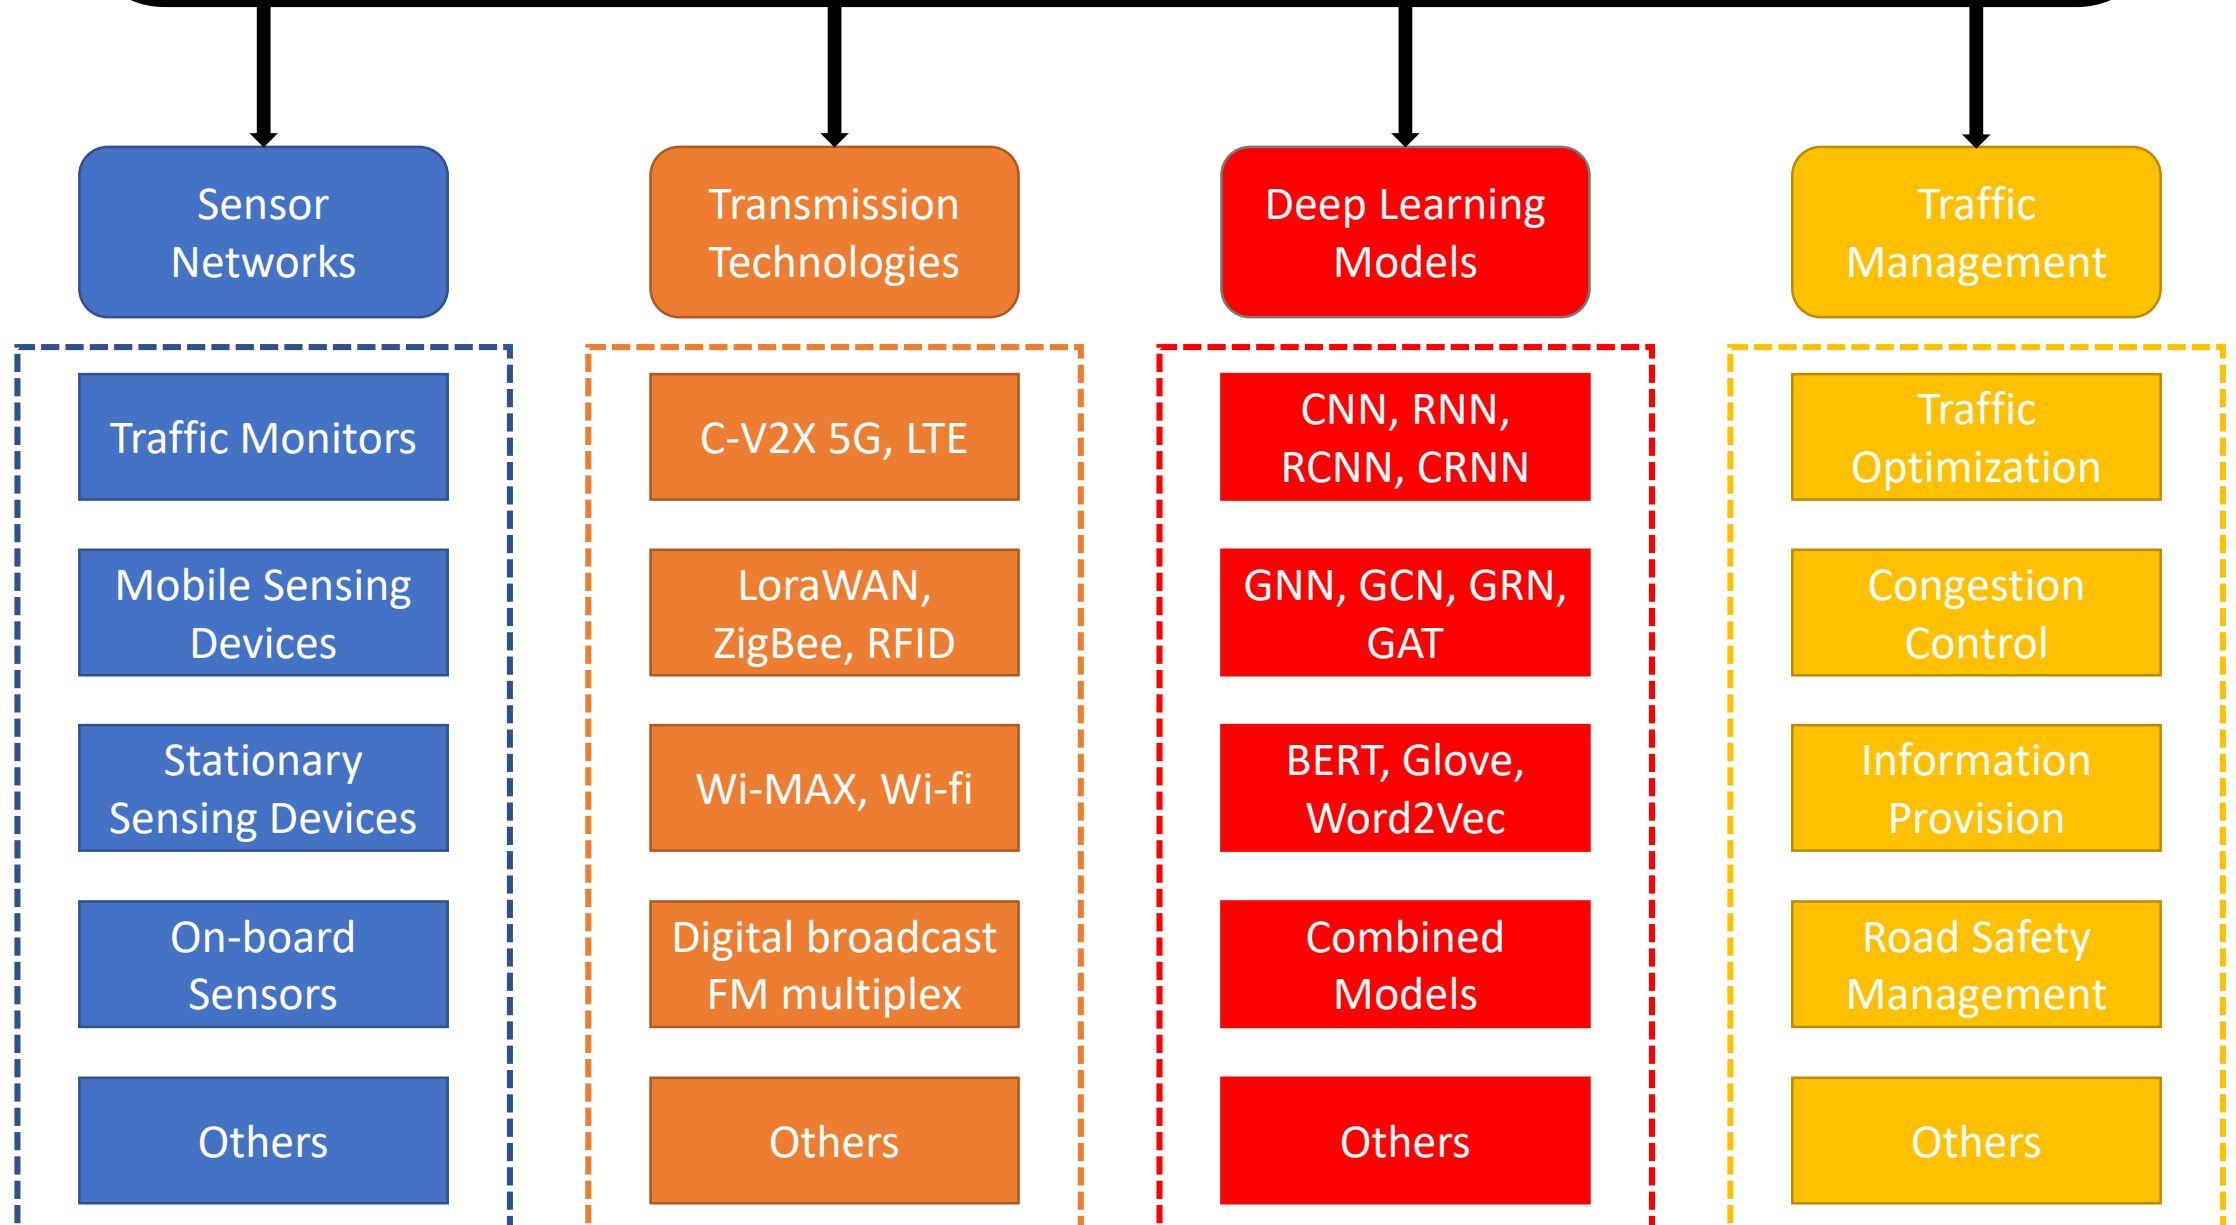 Sensor
Networks
Transmission
Technologies
Deep Learning
Models
Traffic
Management
Traffic Monitors
Mobile Sensing
Devices
Stationary
Sensing Devices
On-board
Sensors
Others
C-V2X 5G, LTE
LoraWAN,
ZigBee, RFID
Wi-MAX, Wi-fi
Digital broadcast
FM multiplex
Others
CNN, RNN,
RCNN, CRNN
GNN, GCN, GRN,
GAT
BERT, Glove,
Word2Vec
Combined
Models
Others
Traffic
Optimization
Congestion
Control
Information
Provision
Road Safety
Management
Others